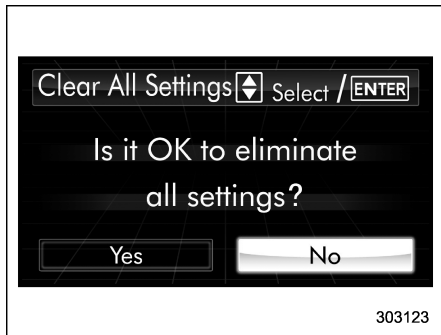 Clear All Settings Select / ENTER
Is it OK to eliminate
all settings?
Yes No
303123